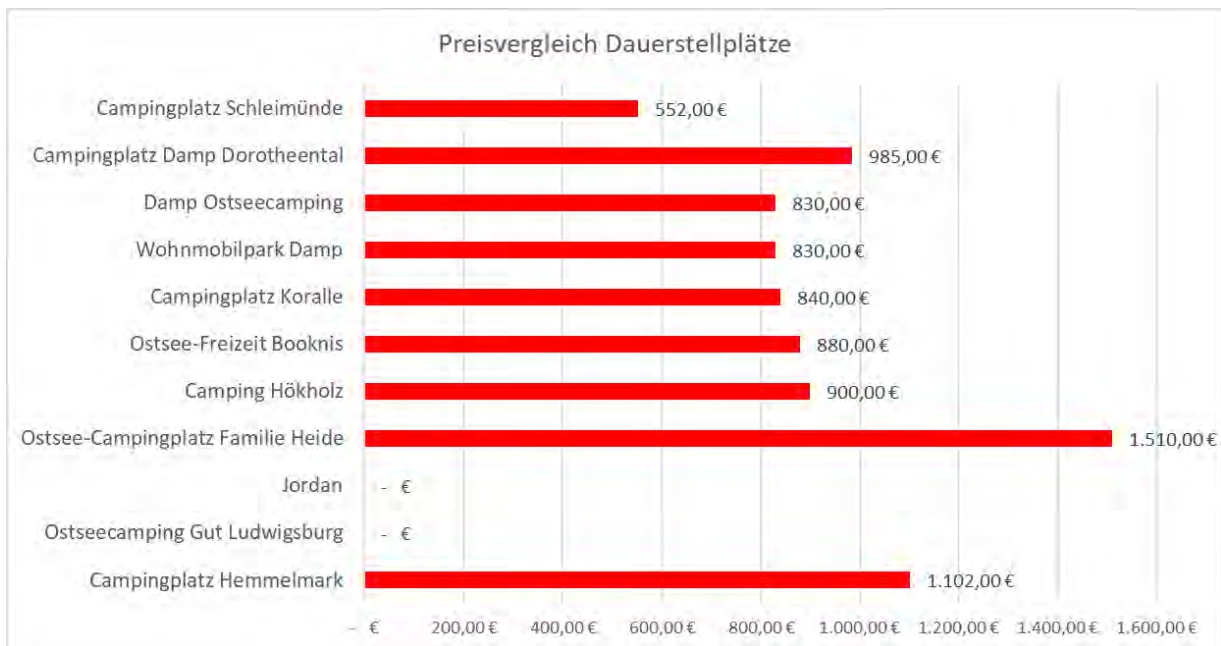 Preisvergleich Dauerstellplätze
Campingplatz Schleimünde 552,00 €
Campingplatz Damp Dorotheental 985,00 €
Damp Ostseecamping 830,00 €
Wohnmobilpark Damp 830,00 €
Campingplatz Koralle 840,00 €
Ostsee-Freizeit Booknis 880,00 €
Camping Hökholz 900,00 €
Ostsee-Campingplatz Familie Heide 1.510,00 €
Jordan - €
Ostseecamping Gut Ludwigsburg - €
Campingplatz Hemmelmark 1.102,00 €
- € 200,00 € 400,00 € 600,00 € 800,00 € 1.000,00 € 1.200,00 € 1.400,00 € 1.600,00 €